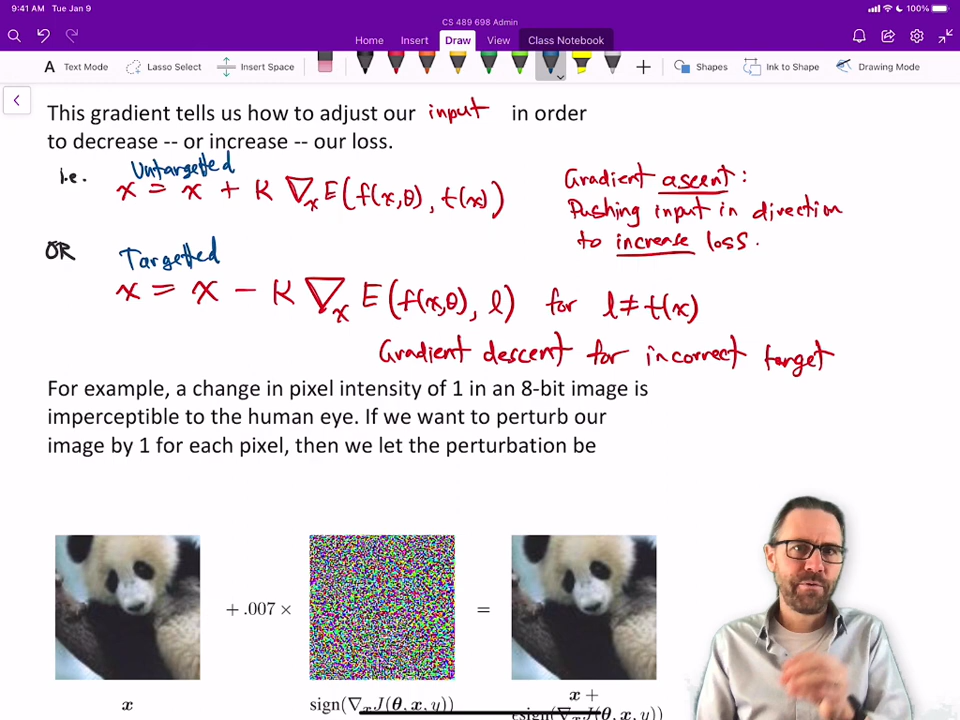 9:41 AM Tue Jan 9
100%
CS 489 698 Admin
Home Insert Draw View Class Notebook
A Text Mode Lasso Select Insert Space Shapes Ink to Shape Drawing Mode
This gradient tells us how to adjust our input in order
to decrease -- or increase -- our loss.
i.e. Untargetted
x = x + K ∇ₓ E(f(x,θ), t(x))
Gradient ascent:
Pushing input in direction
to increase loss.
OR Targetted
x = x − K ∇ₓ E(f(x,θ), l) for l ≠ t(x)
Gradient descent for incorrect target
For example, a change in pixel intensity of 1 in an 8-bit image is
imperceptible to the human eye. If we want to perturb our
image by 1 for each pixel, then we let the perturbation be
+ .007 × =
x sign(∇ₓJ(θ, x, y)) x +
ϵsign(∇ₓJ(θ, x, y))